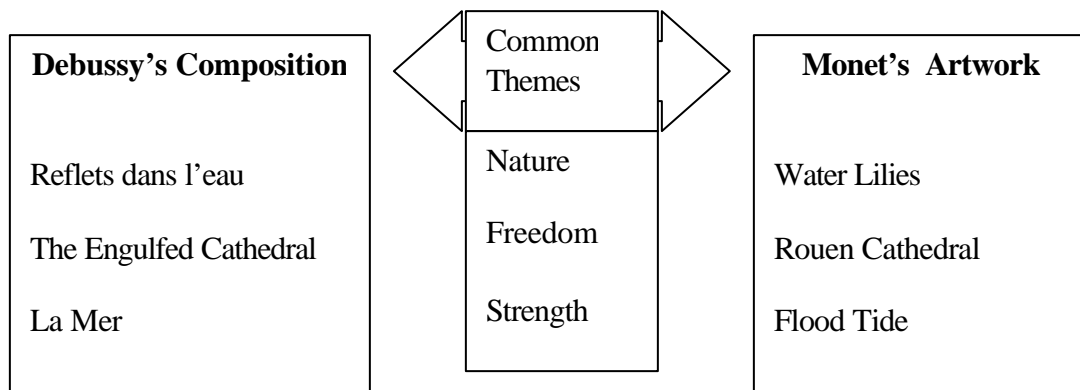 Debussy’s Composition
Reflets dans l’eau
The Engulfed Cathedral
La Mer
Common
Themes
Nature
Freedom
Strength
Monet’s Artwork
Water Lilies
Rouen Cathedral
Flood Tide